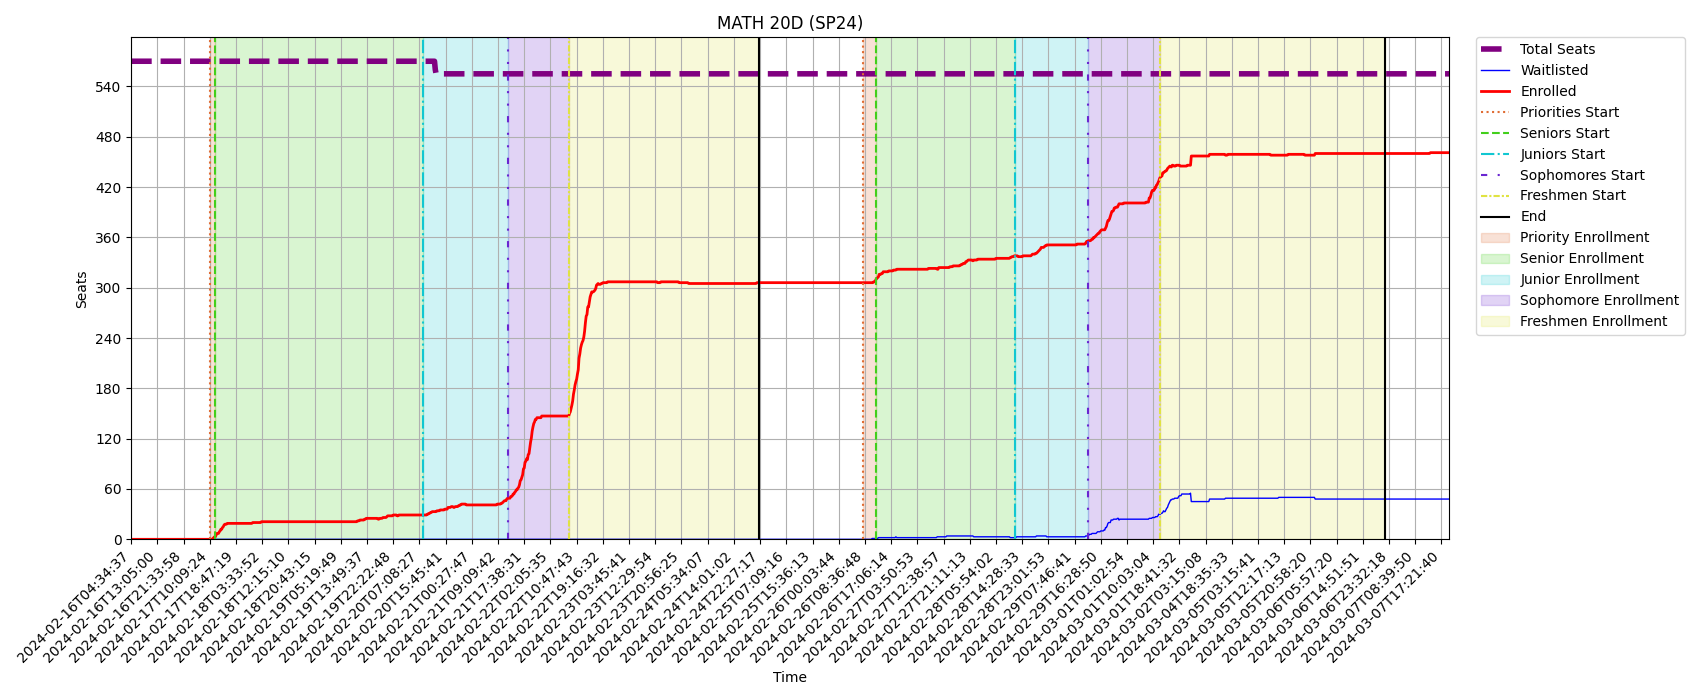 MATH 20D (SP24)
Seats
540
480
420
360
300
240
180
120
60
0
2024-02-16T04:34:37
2024-02-16T13:05:00
2024-02-16T21:33:58
2024-02-17T10:09:24
2024-02-17T18:47:19
2024-02-18T03:33:52
2024-02-18T12:15:10
2024-02-18T20:43:15
2024-02-19T05:19:49
2024-02-19T13:49:37
2024-02-19T22:22:48
2024-02-20T07:08:27
2024-02-20T15:45:41
2024-02-21T00:27:47
2024-02-21T09:09:42
2024-02-21T17:38:31
2024-02-22T02:05:35
2024-02-22T10:47:43
2024-02-22T19:16:32
2024-02-23T03:45:41
2024-02-23T12:29:54
2024-02-23T20:56:25
2024-02-24T05:34:07
2024-02-24T14:01:02
2024-02-24T22:27:17
2024-02-25T07:09:16
2024-02-25T15:36:13
2024-02-26T00:03:44
2024-02-26T08:36:48
2024-02-26T17:06:14
2024-02-27T03:50:53
2024-02-27T12:38:57
2024-02-27T21:11:13
2024-02-28T05:54:02
2024-02-28T14:28:33
2024-02-28T23:01:53
2024-02-29T07:46:41
2024-02-29T16:28:50
2024-03-01T01:02:54
2024-03-01T10:03:04
2024-03-01T18:41:32
2024-03-02T03:15:08
2024-03-04T18:35:33
2024-03-05T03:15:41
2024-03-05T12:17:13
2024-03-05T20:58:20
2024-03-06T05:57:20
2024-03-06T14:51:51
2024-03-06T23:32:18
2024-03-07T08:39:50
2024-03-07T17:21:40
Time
Total Seats
Waitlisted
Enrolled
Priorities Start
Seniors Start
Juniors Start
Sophomores Start
Freshmen Start
End
Priority Enrollment
Senior Enrollment
Junior Enrollment
Sophomore Enrollment
Freshmen Enrollment